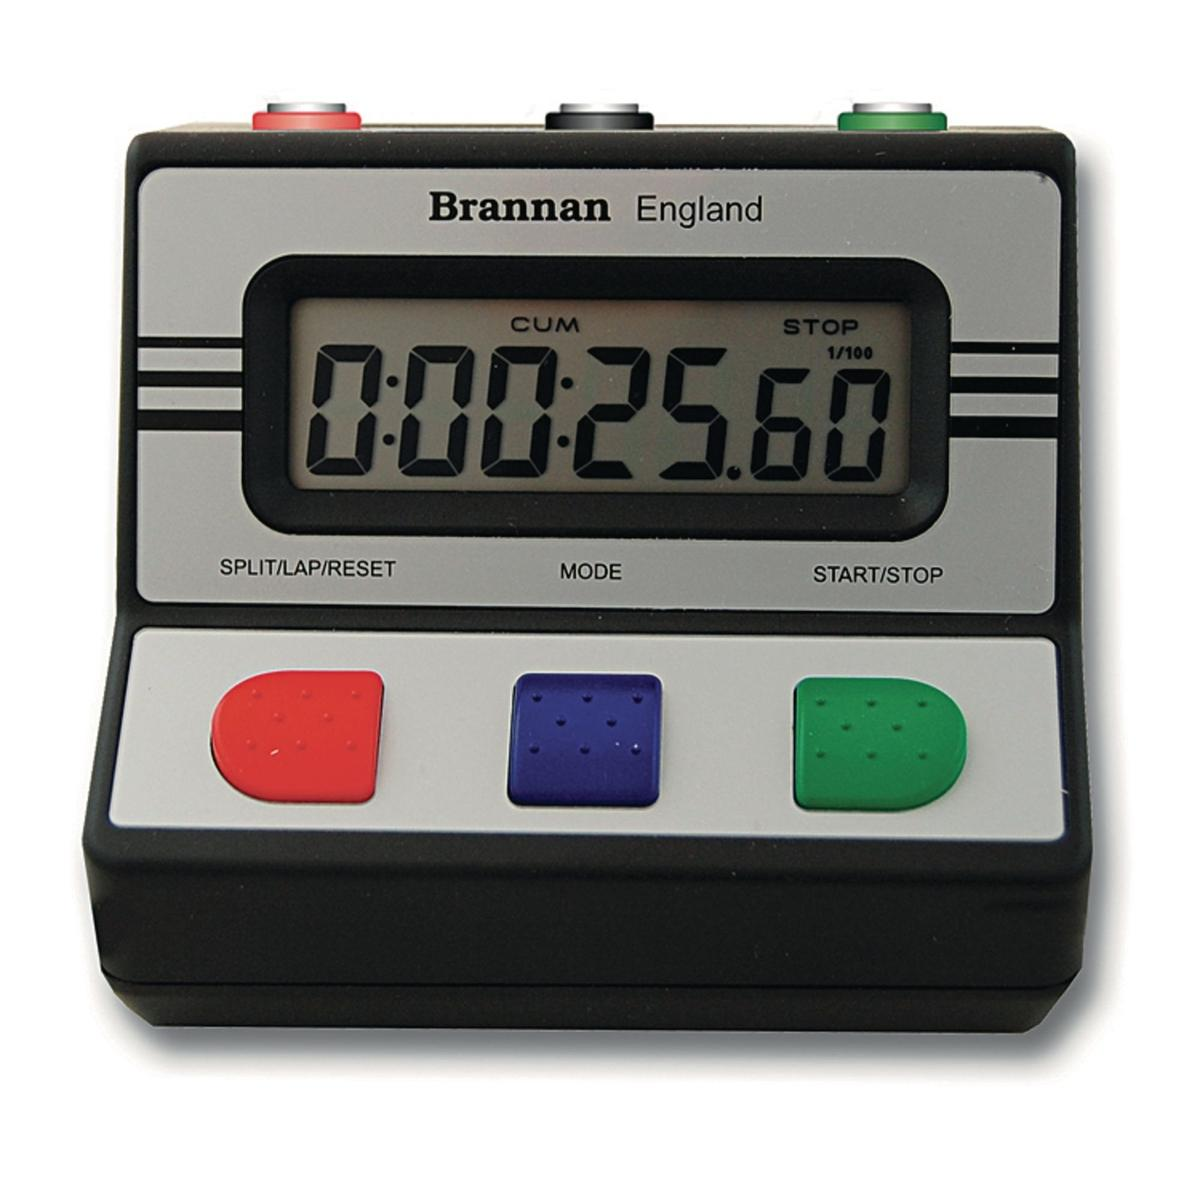 Brannan England
CUM STOP
1/100
0:00:25.60
SPLIT/LAP/RESET MODE START/STOP